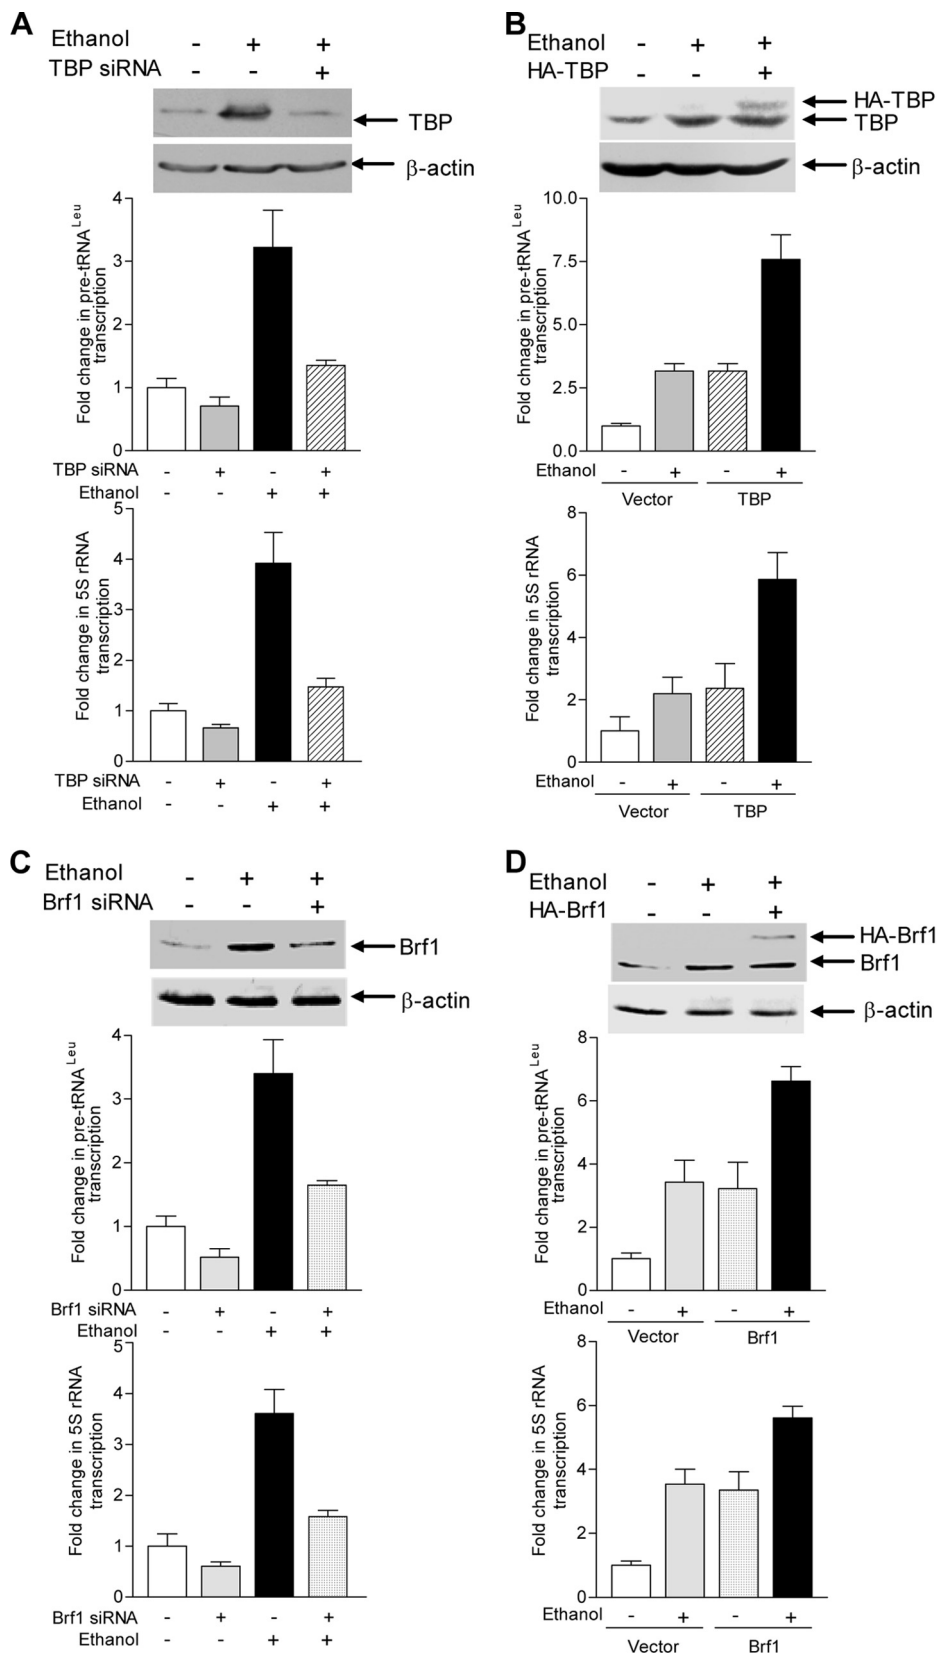 A
Ethanol - + +
TBP siRNA - - +
TBP
β-actin
Fold change in pre-tRNA^Leu
transcription
4
3
2
1
0
TBP siRNA - + - +
Ethanol - - + +
Fold change in 5S rRNA
transcription
5
4
3
2
1
0
TBP siRNA - + - +
Ethanol - - + +
B
Ethanol - + +
HA-TBP - - +
HA-TBP
TBP
β-actin
Fold chnage in pre-tRNA^Leu
transcription
10.0
7.5
5.0
2.5
0.0
Ethanol - + - +
Vector TBP
Fold change in 5S rRNA
transcription
8
6
4
2
0
Ethanol - + - +
Vector TBP
C
Ethanol - + +
Brf1 siRNA - - +
Brf1
β-actin
Fold change in pre-tRNA^Leu
transcription
4
3
2
1
0
Brf1 siRNA - + - +
Ethanol - - + +
Fold change in 5S rRNA
transcription
5
4
3
2
1
0
Brf1 siRNA - + - +
Ethanol - - + +
D
Ethanol - + +
HA-Brf1 - - +
HA-Brf1
Brf1
β-actin
Fold change in pre-tRNA^Leu
transcription
8
6
4
2
0
Ethanol - + - +
Vector Brf1
Fold change in 5S rRNA
transcription
8
6
4
2
0
Ethanol - + - +
Vector Brf1